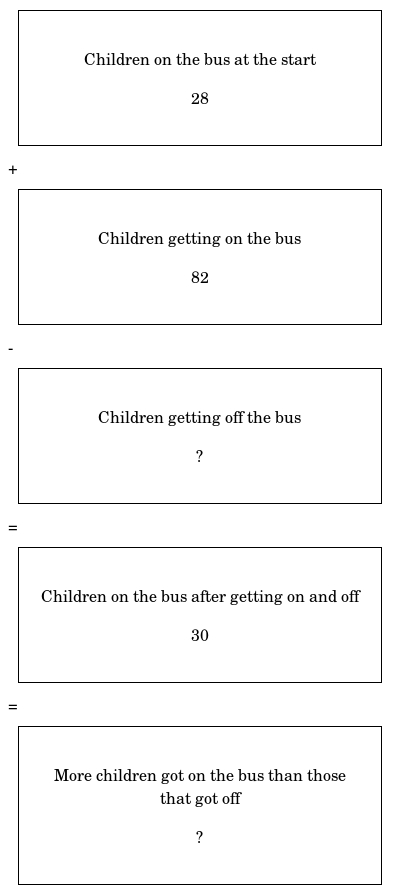 Children on the bus at the start
28
+
Children getting on the bus
82
-
Children getting off the bus
?
=
Children on the bus after getting on and off
30
=
More children got on the bus than those
that got off
?